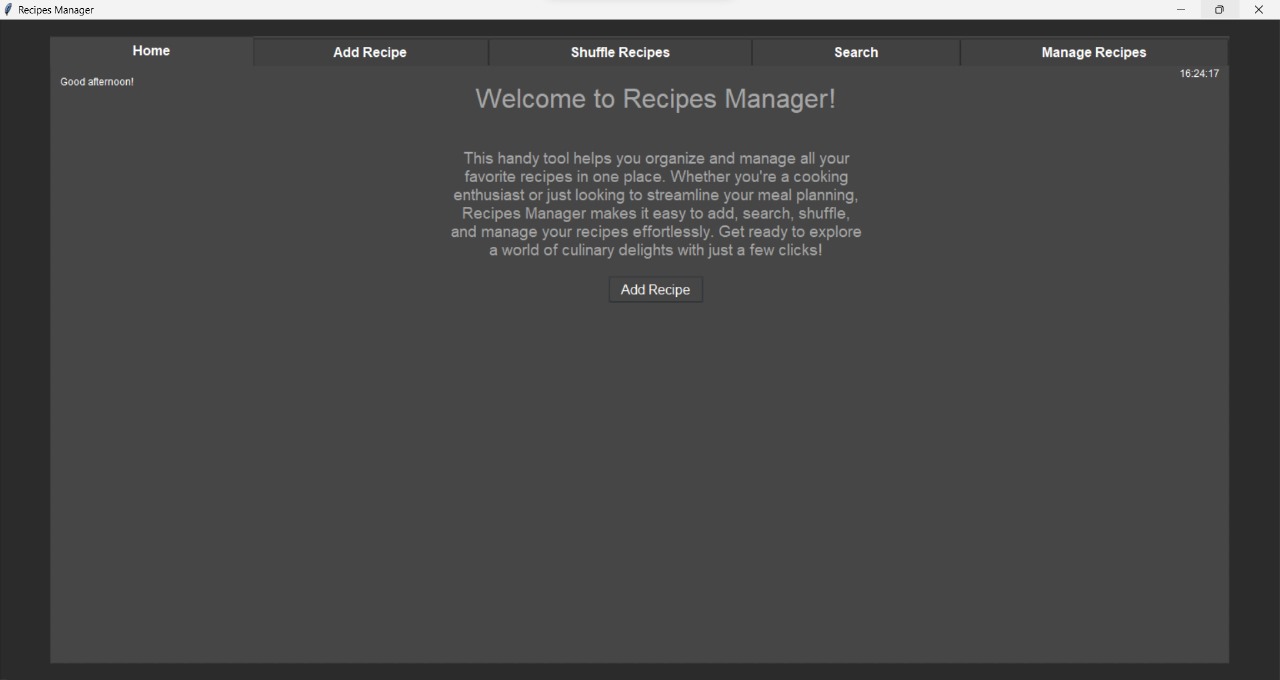 Recipes Manager
Home
Add Recipe
Shuffle Recipes
Search
Manage Recipes
Good afternoon!
16:24:17
Welcome to Recipes Manager!
This handy tool helps you organize and manage all your
favorite recipes in one place. Whether you're a cooking
enthusiast or just looking to streamline your meal planning,
Recipes Manager makes it easy to add, search, shuffle,
and manage your recipes effortlessly. Get ready to explore
a world of culinary delights with just a few clicks!
Add Recipe